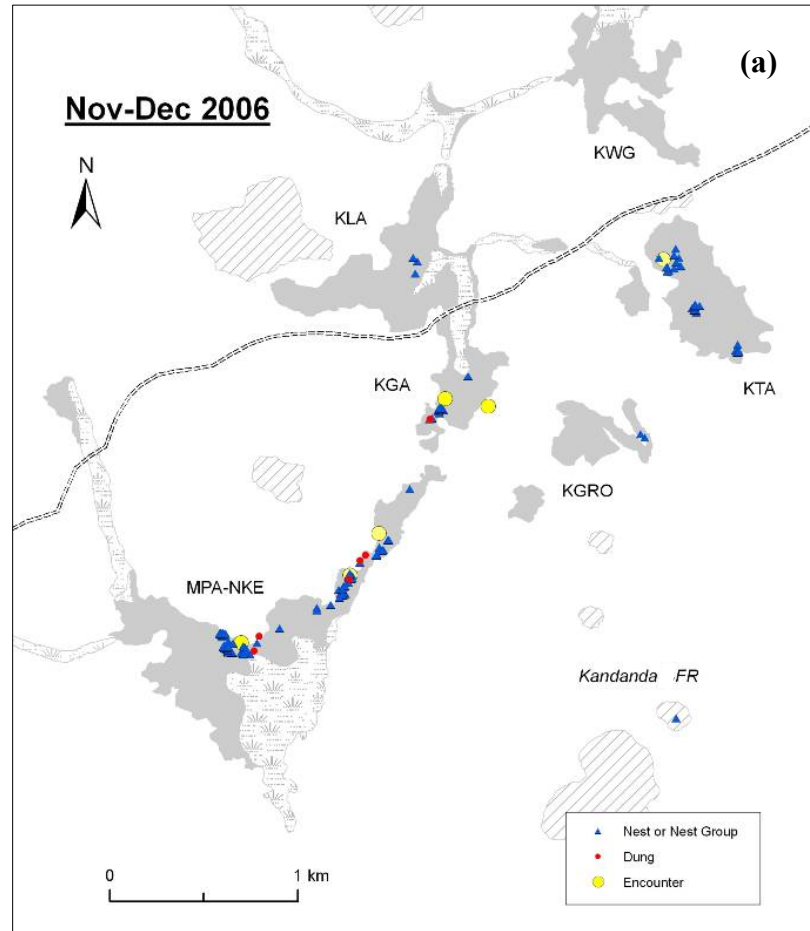 (a)
Nov-Dec 2006
KWG
N
KLA
KTA
KGA
KGRO
MPA-NKE
Kandanda FR
Nest or Nest Group
Dung
Encounter
0 1 km